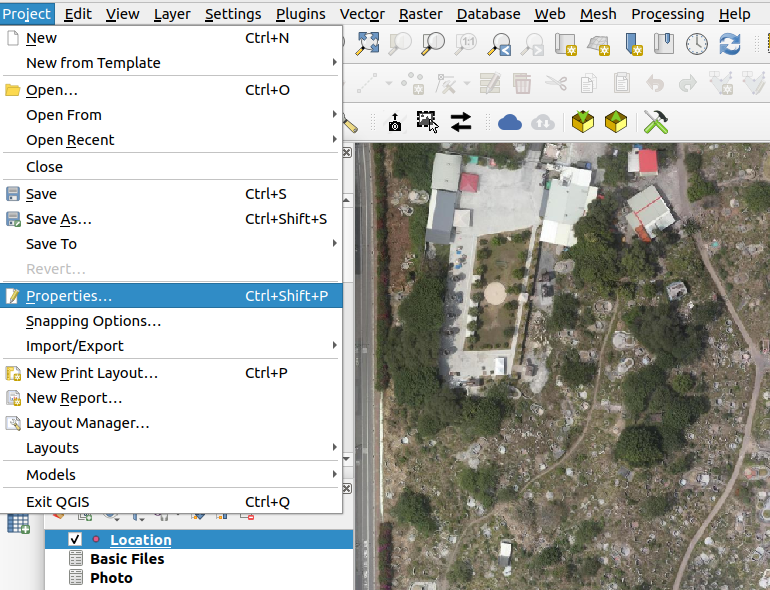 Project Edit View Layer Settings Plugins Vector Raster Database Web Mesh Processing Help
New Ctrl+N
New from Template
Open... Ctrl+O
Open From
Open Recent
Close
Save Ctrl+S
Save As... Ctrl+Shift+S
Save To
Revert...
Properties... Ctrl+Shift+P
Snapping Options...
Import/Export
New Print Layout... Ctrl+P
New Report...
Layout Manager...
Layouts
Models
Exit QGIS Ctrl+Q
Location
Basic Files
Photo